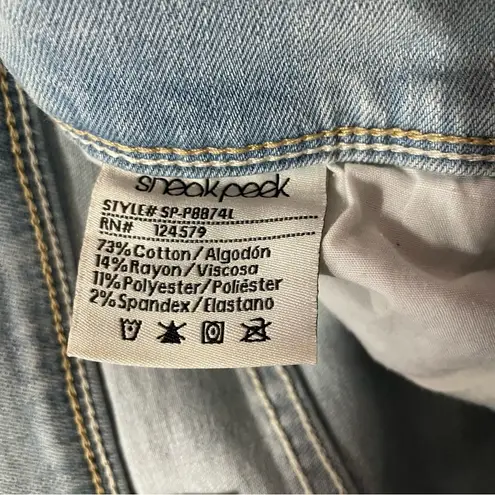 sneakpeek
STYLE# SP-P8874L
RN# 124579
73% Cotton/Algodón
14% Rayon/Viscosa
11% Polyester/Poliéster
2% Spandex/Elastano